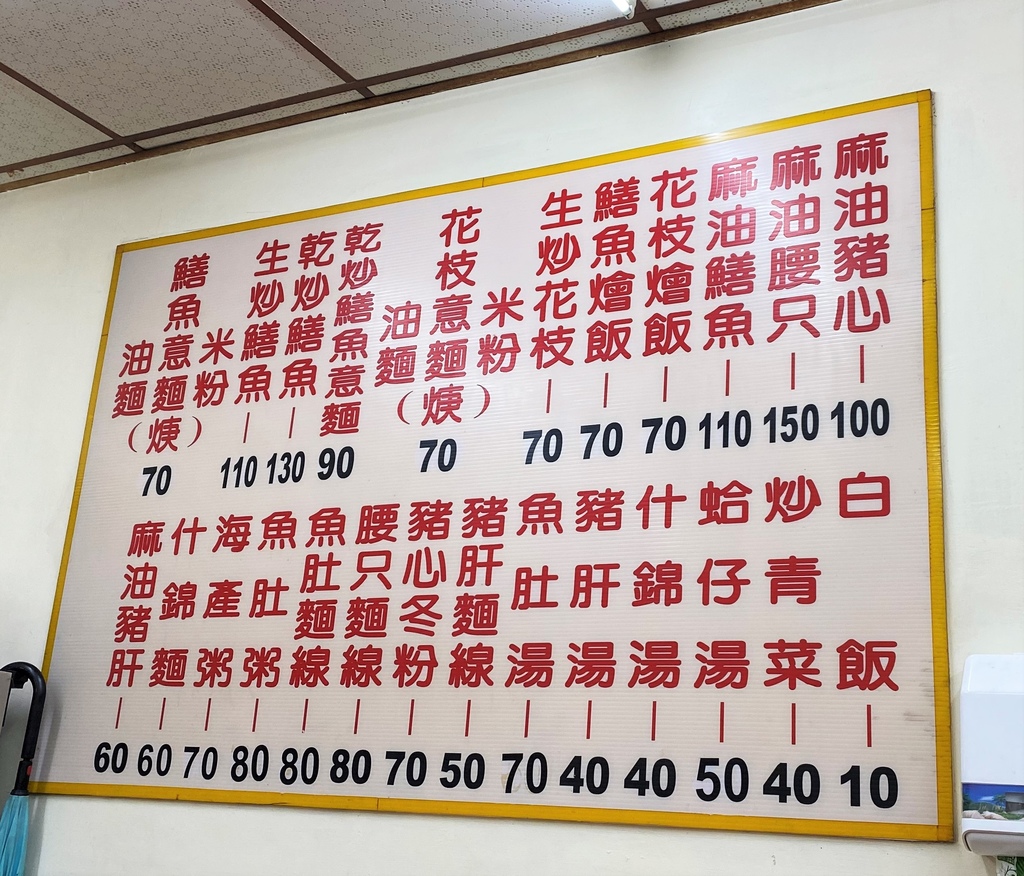 麻油豬心｜100
麻油腰只｜150
麻油鱔魚｜110
花枝燴飯｜70
鱔魚燴飯｜70
生炒花枝｜70
花枝
米粉
意麵
油麵
（焿）
70
乾炒鱔魚意麵90
乾炒鱔魚｜130
生炒鱔魚｜110
鱔魚
米粉
意麵
油麵
（焿）
70
白飯｜10
炒青菜｜40
蛤仔湯｜50
什錦湯｜40
豬肝湯｜40
魚肚湯｜70
豬肝麵線｜50
豬心冬粉｜70
腰只麵線｜80
魚肚麵線｜80
魚肚粥｜80
海產粥｜70
什錦麵｜60
麻油豬肝｜60